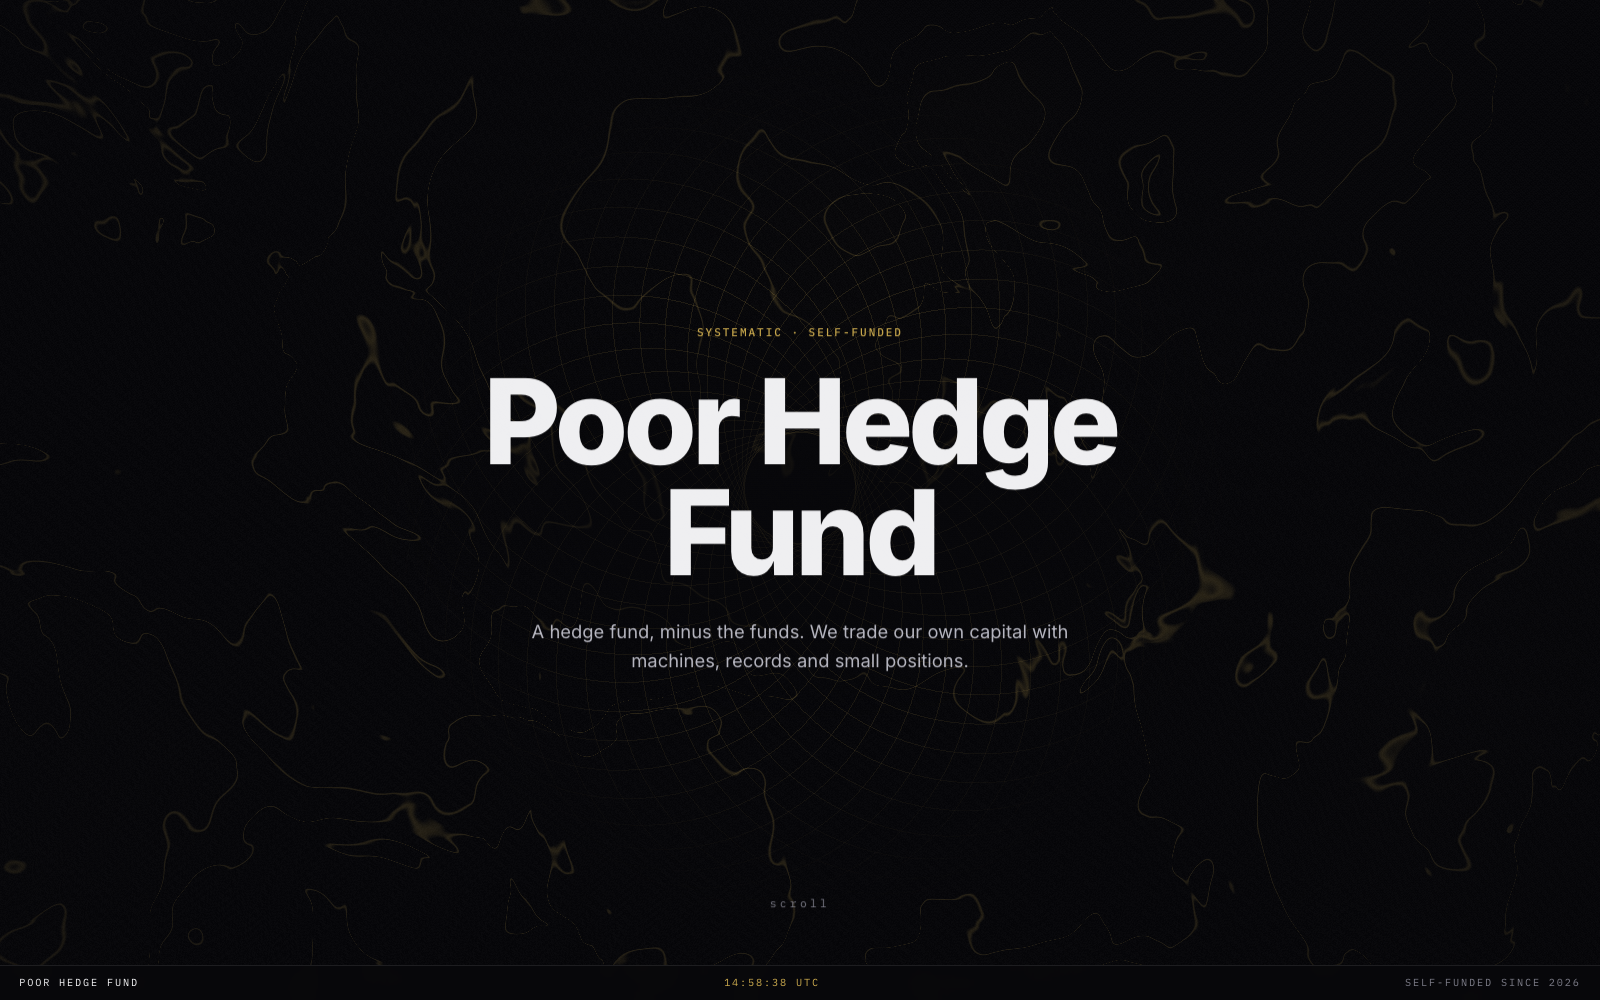 SYSTEMATIC · SELF-FUNDED
Poor Hedge
Fund
A hedge fund, minus the funds. We trade our own capital with
machines, records and small positions.
scroll
POOR HEDGE FUND
14:58:38 UTC
SELF-FUNDED SINCE 2026